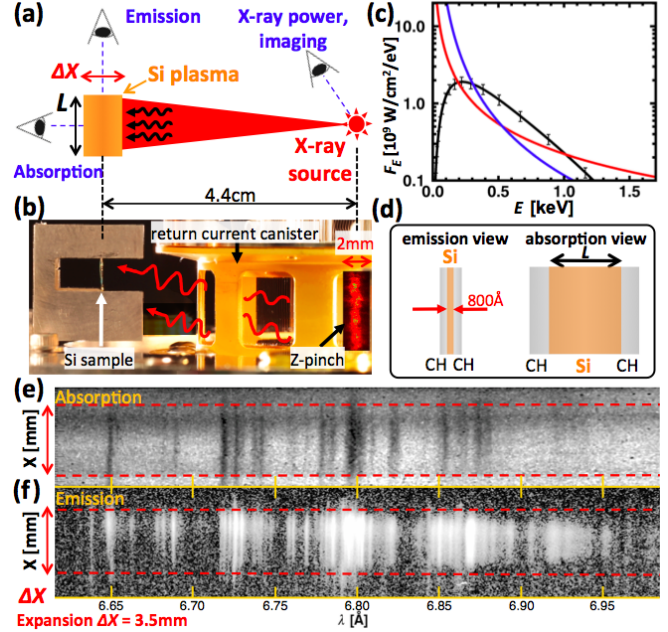 (a)
Emission
X-ray power,
imaging
ΔX
Si plasma
L
Absorption
X-ray
source
4.4cm
(b)
return current canister
2mm
Si sample
Z-pinch
(c)
F_E [10⁹ W/cm²/eV]
10.0
1.0
0.1
0.0
0.5
1.0
1.5
E [keV]
(d)
emission view
absorption view
Si
L
800Å
CH CH
CH Si CH
(e)
Absorption
X [mm]
(f)
Emission
X [mm]
ΔX
6.65 6.70 6.75 6.80 6.85 6.90 6.95
Expansion ΔX = 3.5mm
λ [Å]